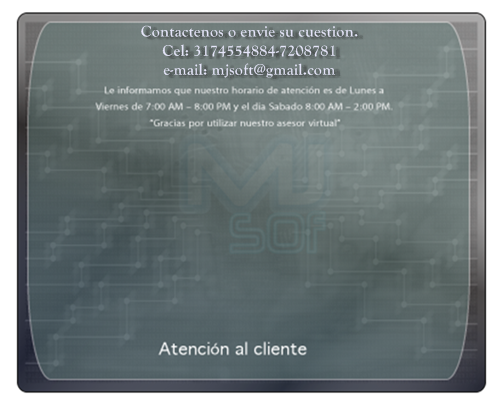 Contactenos o envie su cuestion.
Cel: 3174554884-7208781
e-mail: mjsoft@gmail.com
Le informamos que nuestro horario de atención es de Lunes a
Viernes de 7:00 AM – 8:00 PM y el dia Sabado 8:00 AM – 2:00 PM.
"Gracias por utilizar nuestro asesor virtual"
MJ
SOf
Atención al cliente